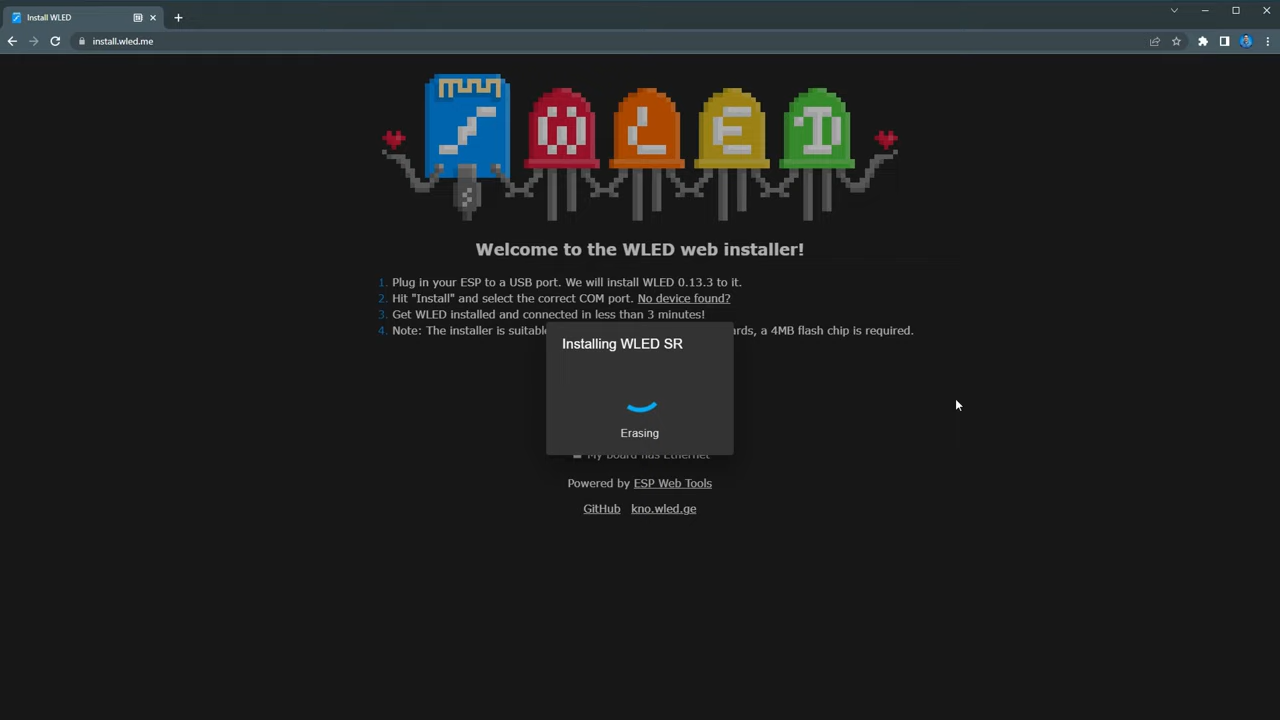 Install WLED
install.wled.me
WLED
Welcome to the WLED web installer!
1. Plug in your ESP to a USB port. We will install WLED 0.13.3 to it.
2. Hit "Install" and select the correct COM port. No device found?
3. Get WLED installed and connected in less than 3 minutes!
4. Note: The installer is suitable ards, a 4MB flash chip is required.
Installing WLED SR
Erasing
My board has Ethernet
Powered by ESP Web Tools
GitHub kno.wled.ge